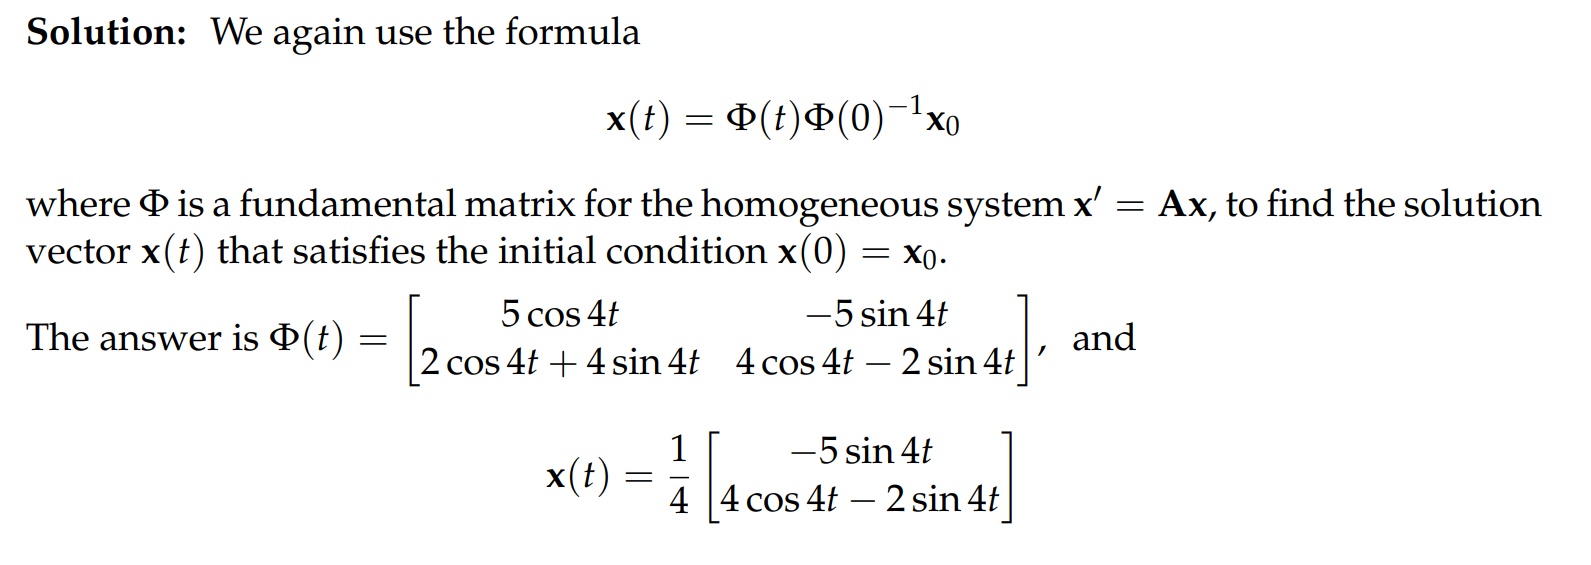 Solution: We again use the formula
x(t) = Φ(t)Φ(0)⁻¹x₀
where Φ is a fundamental matrix for the homogeneous system x′ = Ax, to find the solution
vector x(t) that satisfies the initial condition x(0) = x₀.
The answer is Φ(t) = [5 cos 4t −5 sin 4t; 2 cos 4t + 4 sin 4t 4 cos 4t − 2 sin 4t], and
x(t) = 1/4 [−5 sin 4t; 4 cos 4t − 2 sin 4t]